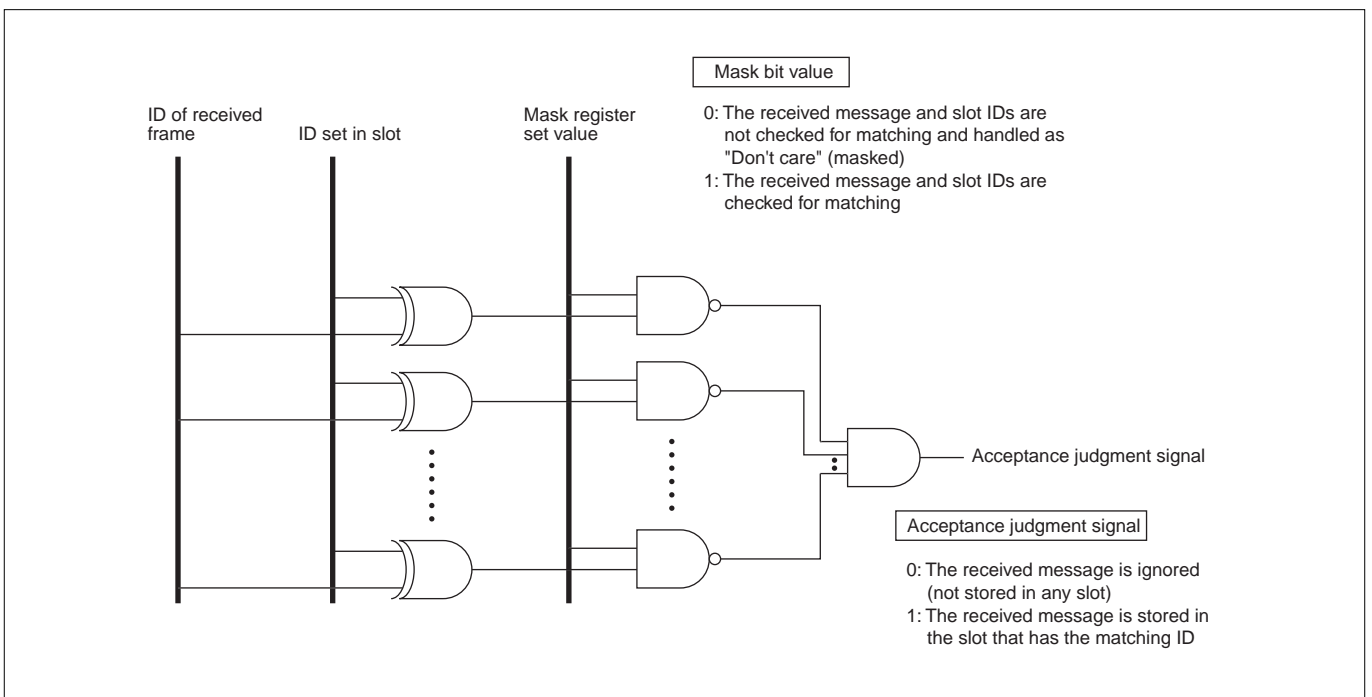 Mask bit value
ID of received
frame
ID set in slot
Mask register
set value
0: The received message and slot IDs are
not checked for matching and handled as
"Don't care" (masked)
1: The received message and slot IDs are
checked for matching
Acceptance judgment signal
Acceptance judgment signal
0: The received message is ignored
(not stored in any slot)
1: The received message is stored in
the slot that has the matching ID